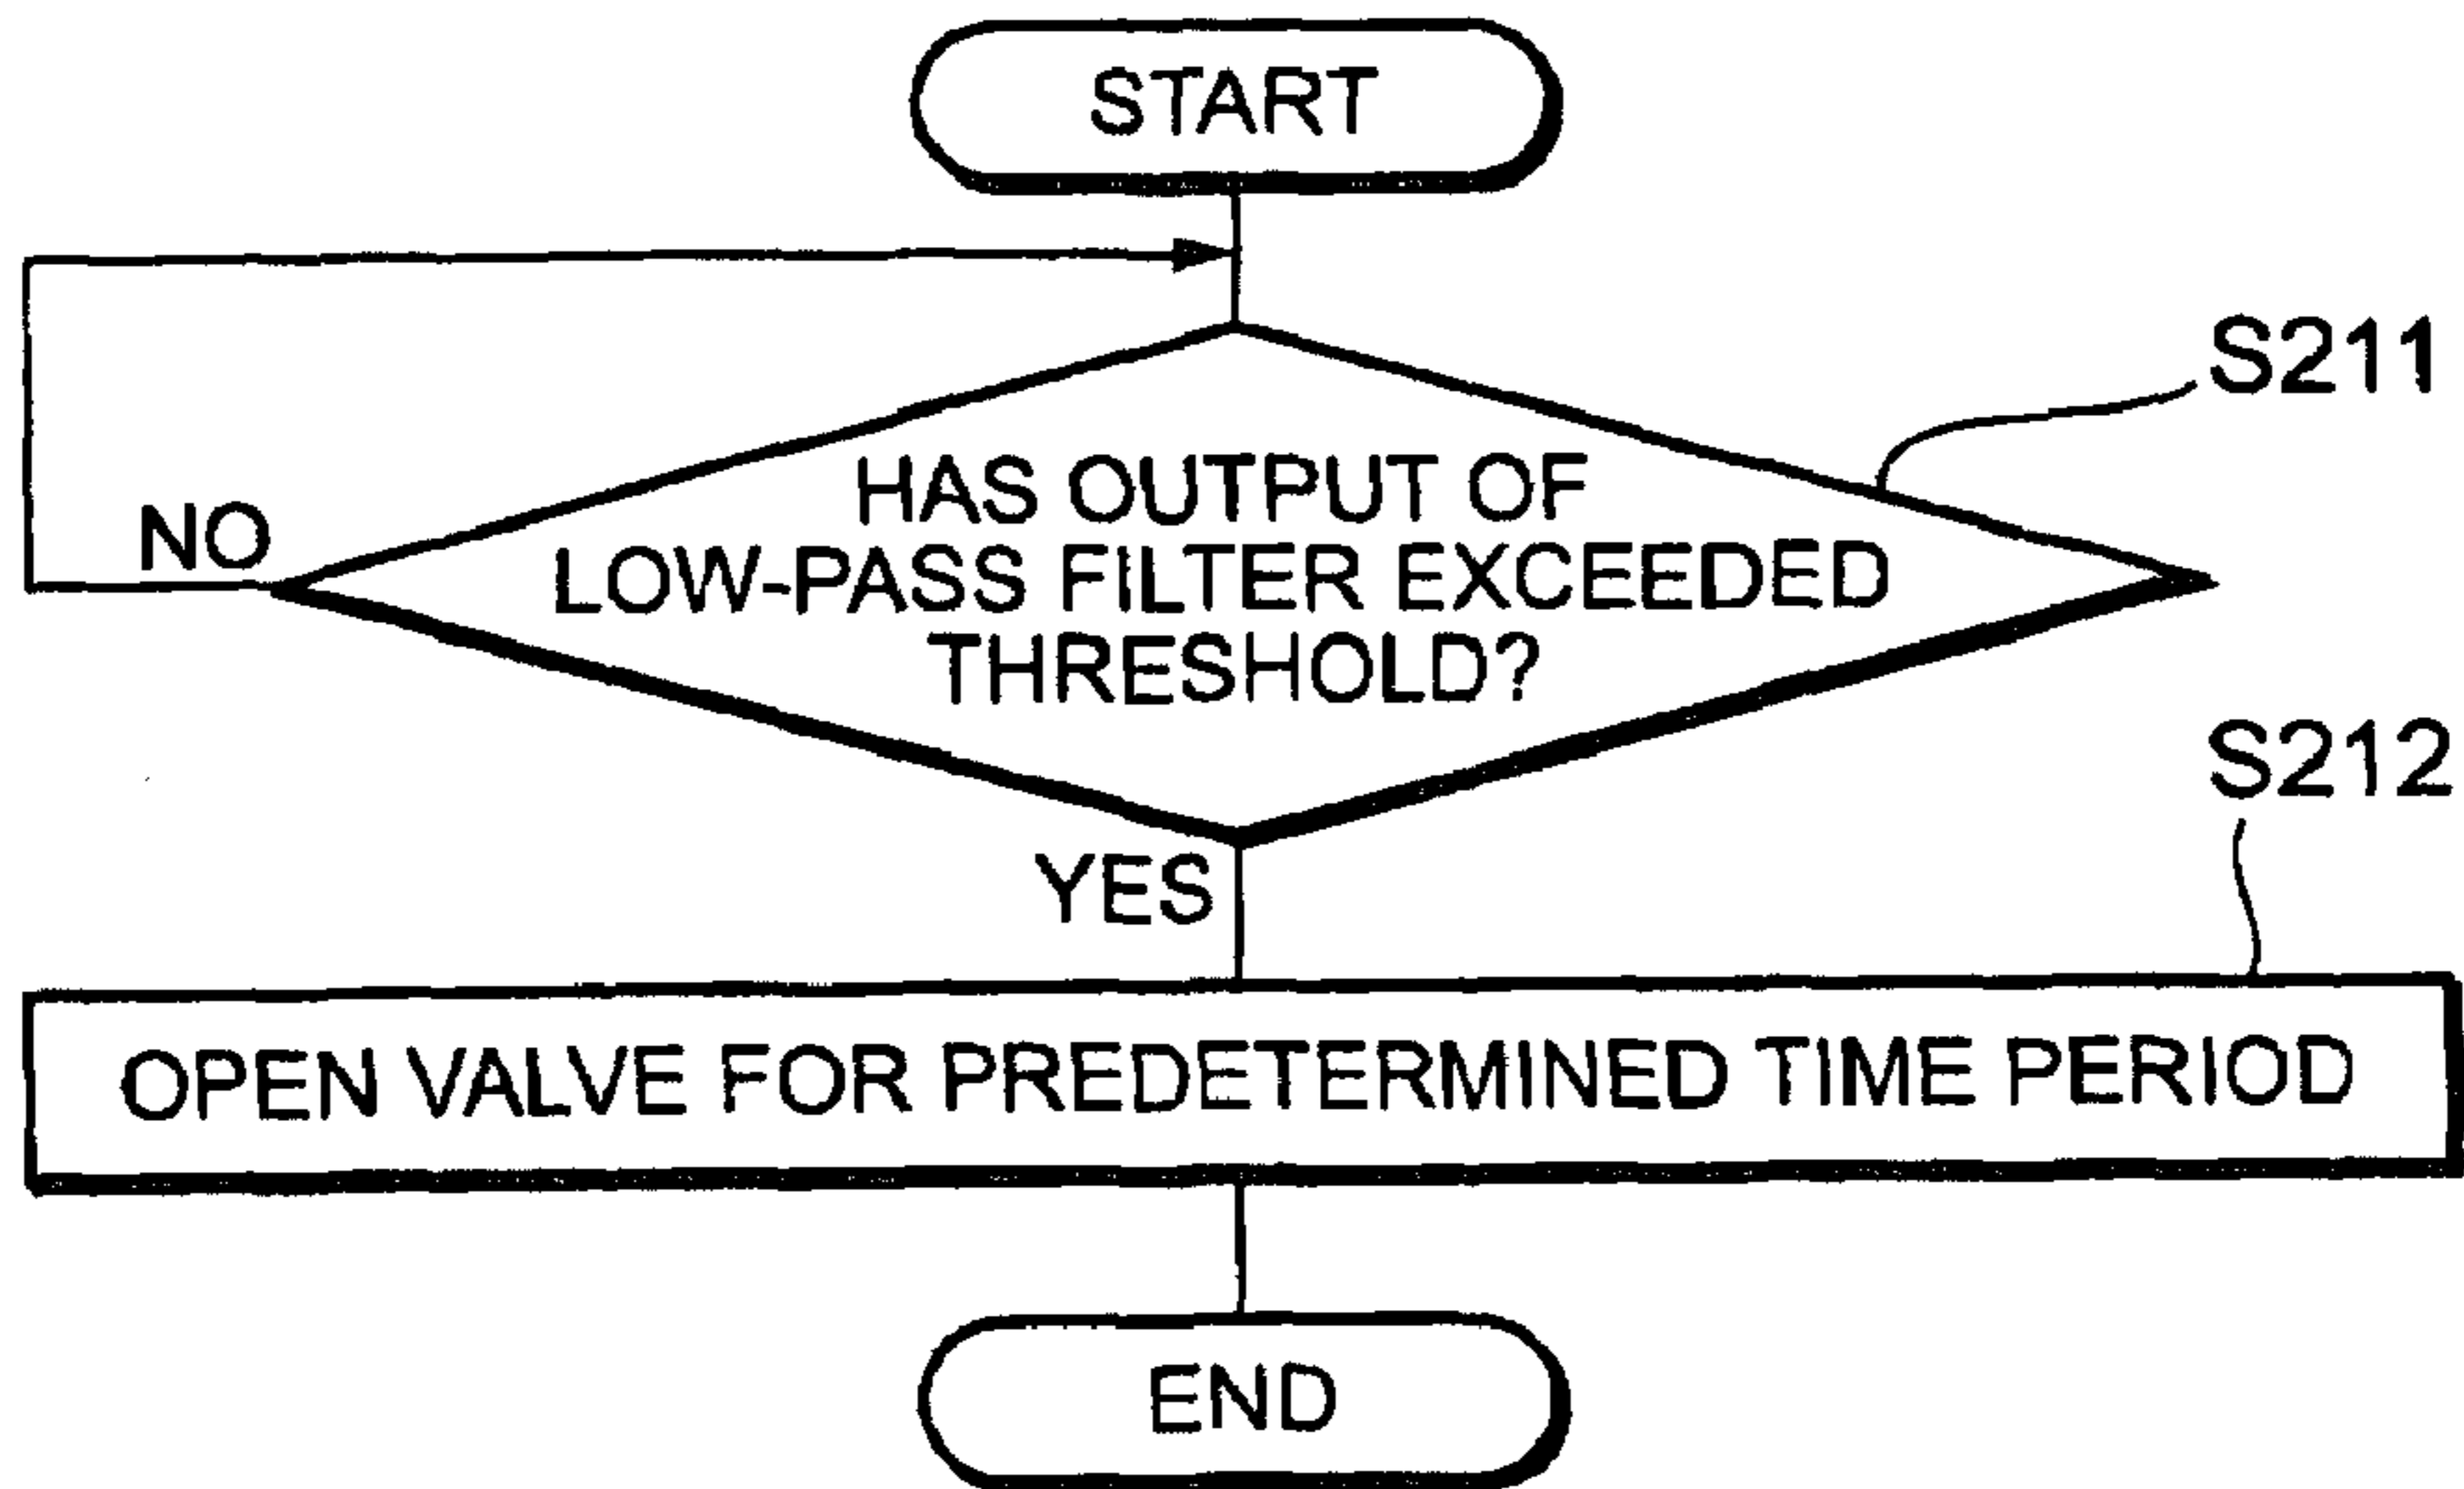 START
S211
HAS OUTPUT OF
LOW-PASS FILTER EXCEEDED
THRESHOLD?
NO
S212
YES
OPEN VALVE FOR PREDETERMINED TIME PERIOD
END